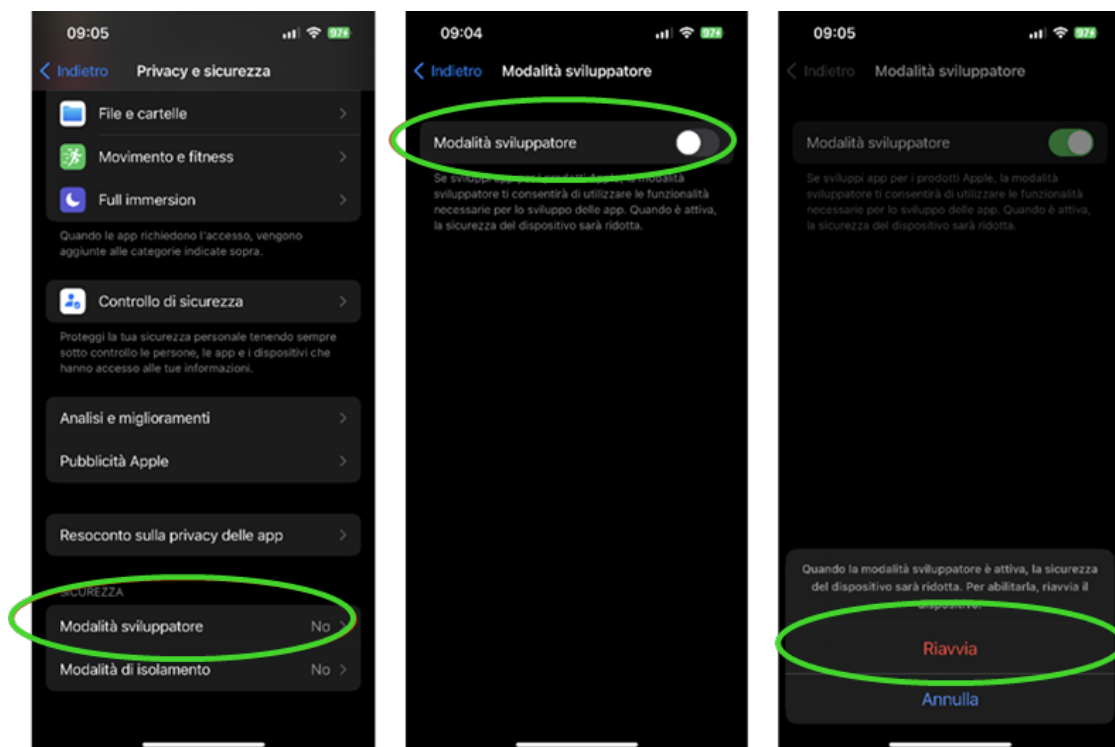 09:05
97
Indietro Privacy e sicurezza
File e cartelle
Movimento e fitness
Full immersion
Quando le app richiedono l'accesso, vengono
aggiunte alle categorie indicate sopra.
Controllo di sicurezza
Proteggi la tua sicurezza personale tenendo sempre
sotto controllo le persone, le app e i dispositivi che
hanno accesso alle tue informazioni.
Analisi e miglioramenti
Pubblicità Apple
Resoconto sulla privacy delle app
SICUREZZA
Modalità sviluppatore No
Modalità di isolamento No
09:04
97
Indietro Modalità sviluppatore
Modalità sviluppatore
Se sviluppi app per i prodotti Apple, la modalità
sviluppatore ti consentirà di utilizzare le funzionalità
necessarie per lo sviluppo delle app. Quando è attiva,
la sicurezza del dispositivo sarà ridotta.
09:05
97
Indietro Modalità sviluppatore
Modalità sviluppatore
Se sviluppi app per i prodotti Apple, la modalità
sviluppatore ti consentirà di utilizzare le funzionalità
necessarie per lo sviluppo delle app. Quando è attiva,
la sicurezza del dispositivo sarà ridotta.
Quando la modalità sviluppatore è attiva, la sicurezza
del dispositivo sarà ridotta. Per abilitarla, riavvia il
dispositivo.
Riavvia
Annulla